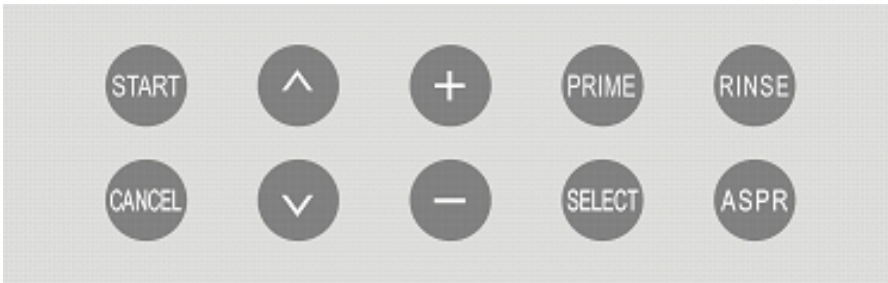 START ^ + PRIME RINSE
CANCEL v − SELECT ASPR